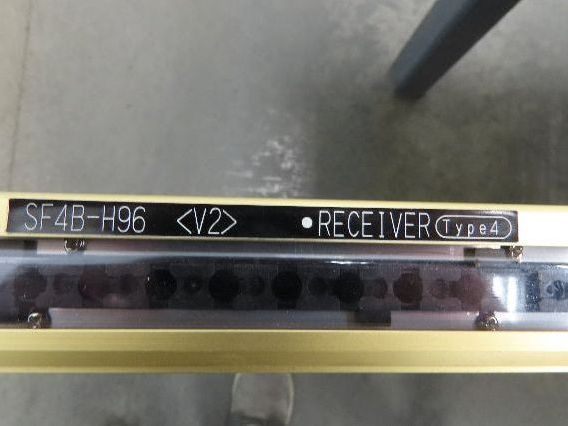 SF4B-H96 <V2> ●RECEIVER Type4